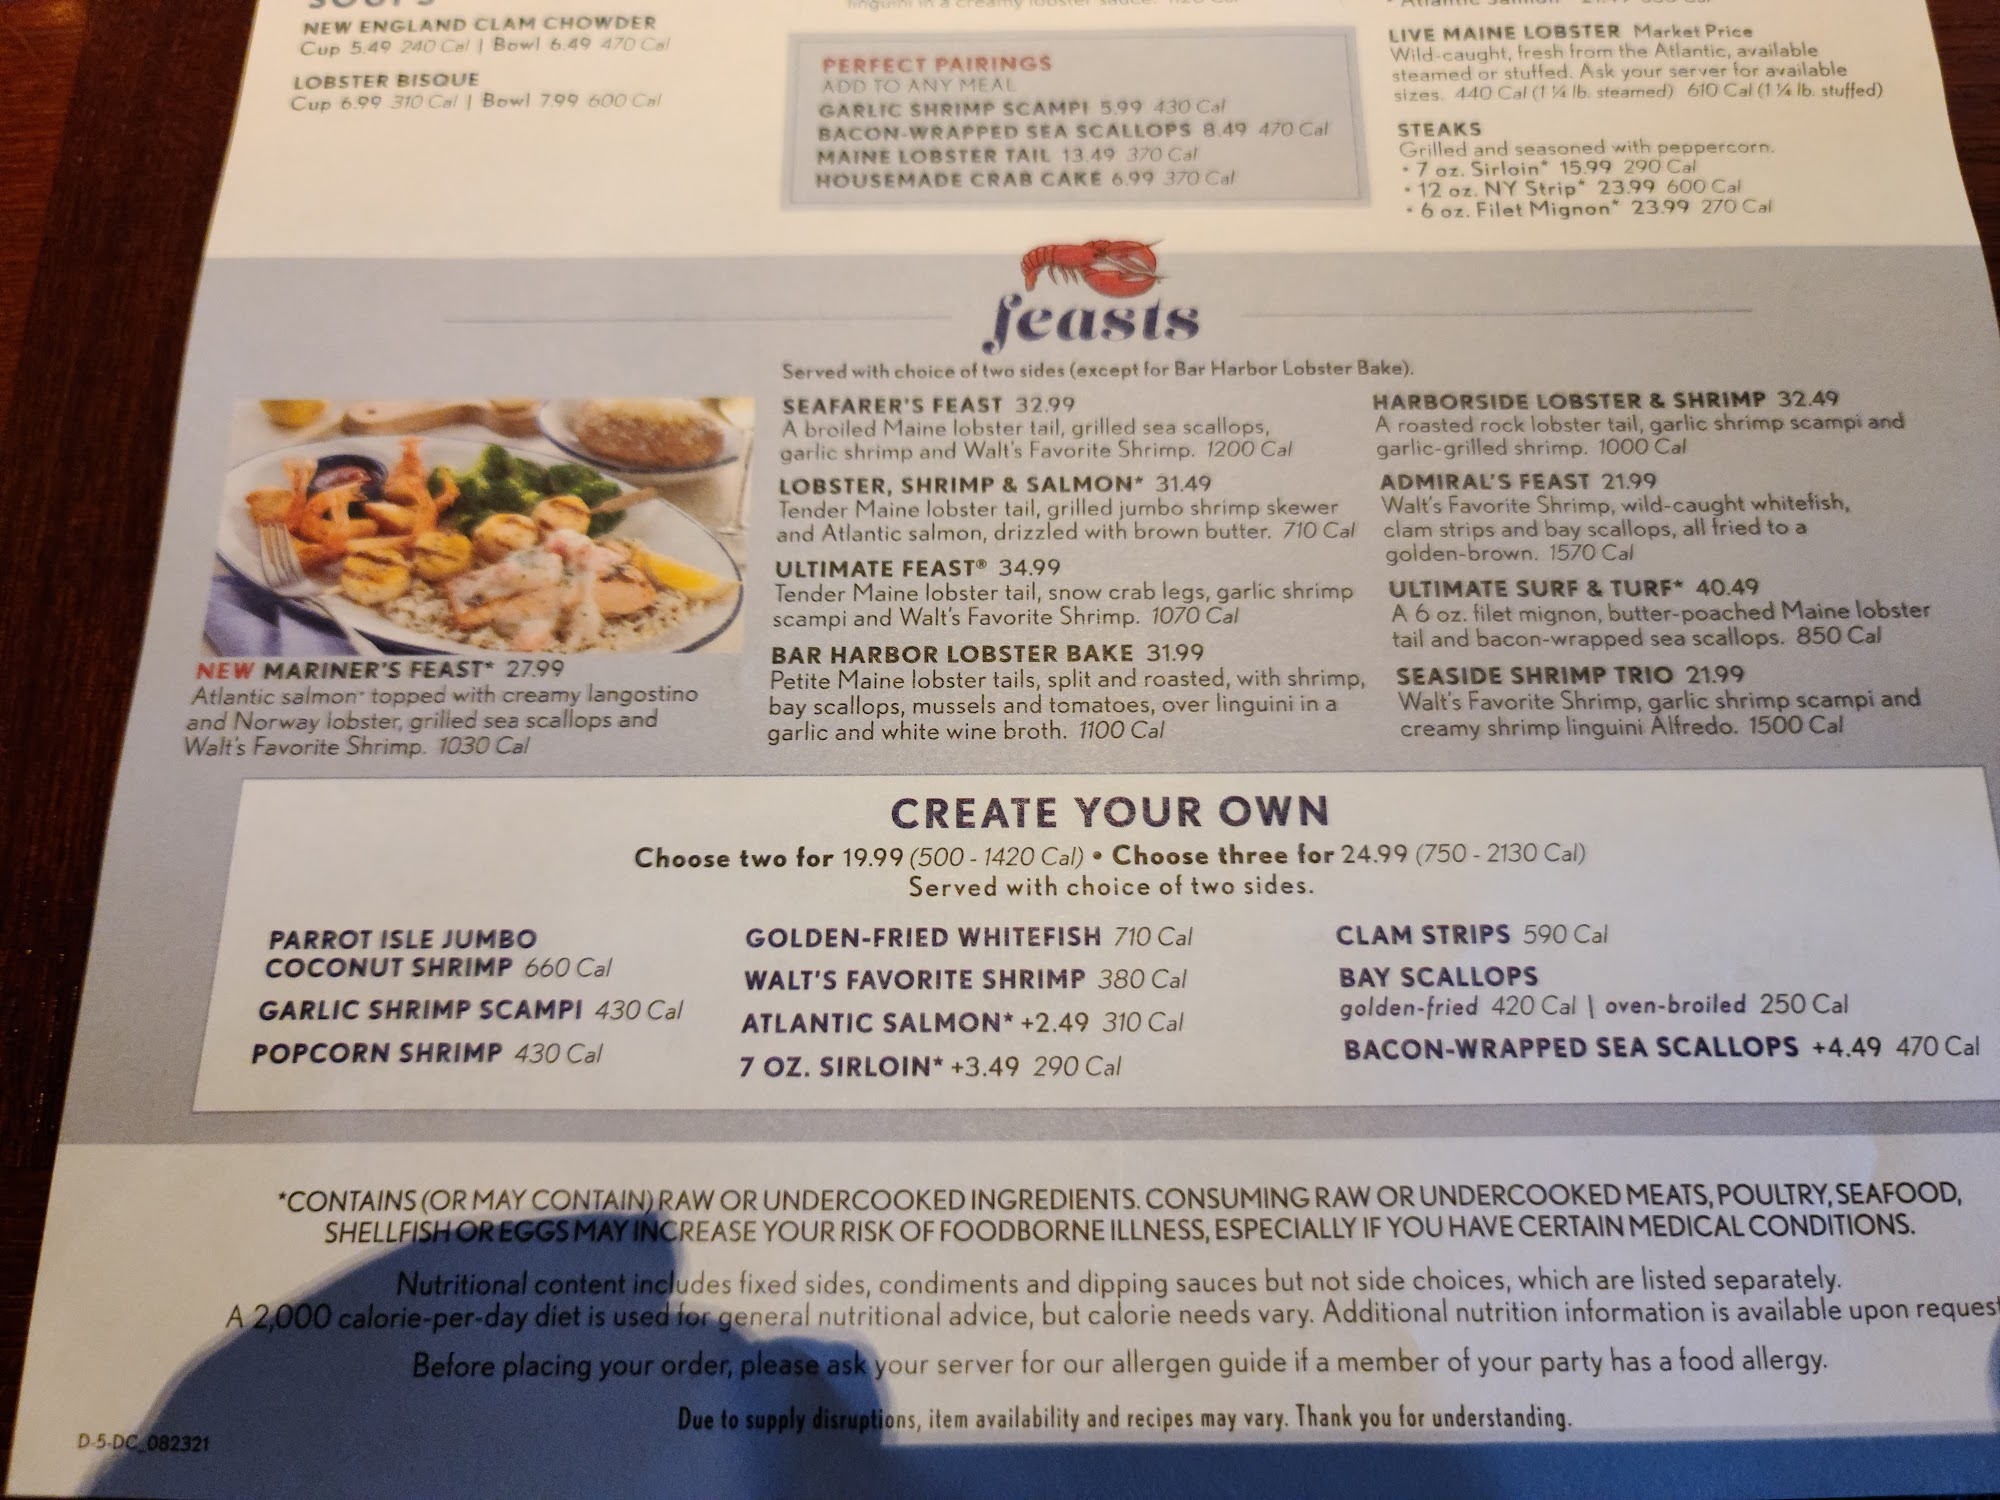 SOUPS
NEW ENGLAND CLAM CHOWDER
Cup 5.49 240 Cal | Bowl 6.49 470 Cal
LOBSTER BISQUE
Cup 6.99 310 Cal | Bowl 7.99 600 Cal
linguini in a creamy lobster sauce. 1120 Cal
PERFECT PAIRINGS
ADD TO ANY MEAL
GARLIC SHRIMP SCAMPI 5.99 430 Cal
BACON-WRAPPED SEA SCALLOPS 8.49 470 Cal
MAINE LOBSTER TAIL 13.49 370 Cal
HOUSEMADE CRAB CAKE 6.99 370 Cal
• Atlantic Salmon*
LIVE MAINE LOBSTER Market Price
Wild-caught, fresh from the Atlantic, available
steamed or stuffed. Ask your server for available
sizes. 440 Cal (1 ¼ lb. steamed) 610 Cal (1 ¼ lb. stuffed)
STEAKS
Grilled and seasoned with peppercorn.
• 7 oz. Sirloin* 15.99 290 Cal
• 12 oz. NY Strip* 23.99 600 Cal
• 6 oz. Filet Mignon* 23.99 270 Cal
feasts
Served with choice of two sides (except for Bar Harbor Lobster Bake).
NEW MARINER'S FEAST* 27.99
Atlantic salmon* topped with creamy langostino
and Norway lobster, grilled sea scallops and
Walt's Favorite Shrimp. 1030 Cal
SEAFARER'S FEAST 32.99
A broiled Maine lobster tail, grilled sea scallops,
garlic shrimp and Walt's Favorite Shrimp. 1200 Cal
LOBSTER, SHRIMP & SALMON* 31.49
Tender Maine lobster tail, grilled jumbo shrimp skewer
and Atlantic salmon, drizzled with brown butter. 710 Cal
ULTIMATE FEAST® 34.99
Tender Maine lobster tail, snow crab legs, garlic shrimp
scampi and Walt's Favorite Shrimp. 1070 Cal
BAR HARBOR LOBSTER BAKE 31.99
Petite Maine lobster tails, split and roasted, with shrimp,
bay scallops, mussels and tomatoes, over linguini in a
garlic and white wine broth. 1100 Cal
HARBORSIDE LOBSTER & SHRIMP 32.49
A roasted rock lobster tail, garlic shrimp scampi and
garlic-grilled shrimp. 1000 Cal
ADMIRAL'S FEAST 21.99
Walt's Favorite Shrimp, wild-caught whitefish,
clam strips and bay scallops, all fried to a
golden-brown. 1570 Cal
ULTIMATE SURF & TURF* 40.49
A 6 oz. filet mignon, butter-poached Maine lobster
tail and bacon-wrapped sea scallops. 850 Cal
SEASIDE SHRIMP TRIO 21.99
Walt's Favorite Shrimp, garlic shrimp scampi and
creamy shrimp linguini Alfredo. 1500 Cal
CREATE YOUR OWN
Choose two for 19.99 (500 - 1420 Cal) • Choose three for 24.99 (750 - 2130 Cal)
Served with choice of two sides.
PARROT ISLE JUMBO
COCONUT SHRIMP 660 Cal
GARLIC SHRIMP SCAMPI 430 Cal
POPCORN SHRIMP 430 Cal
GOLDEN-FRIED WHITEFISH 710 Cal
WALT'S FAVORITE SHRIMP 380 Cal
ATLANTIC SALMON* +2.49 310 Cal
7 OZ. SIRLOIN* +3.49 290 Cal
CLAM STRIPS 590 Cal
BAY SCALLOPS
golden-fried 420 Cal | oven-broiled 250 Cal
BACON-WRAPPED SEA SCALLOPS +4.49 470 Cal
*CONTAINS (OR MAY CONTAIN) RAW OR UNDERCOOKED INGREDIENTS. CONSUMING RAW OR UNDERCOOKED MEATS, POULTRY, SEAFOOD,
SHELLFISH OR EGGS MAY INCREASE YOUR RISK OF FOODBORNE ILLNESS, ESPECIALLY IF YOU HAVE CERTAIN MEDICAL CONDITIONS.
Nutritional content includes fixed sides, condiments and dipping sauces but not side choices, which are listed separately.
A 2,000 calorie-per-day diet is used for general nutritional advice, but calorie needs vary. Additional nutrition information is available upon request
Before placing your order, please ask your server for our allergen guide if a member of your party has a food allergy.
Due to supply disruptions, item availability and recipes may vary. Thank you for understanding.
D-5-DC_082321